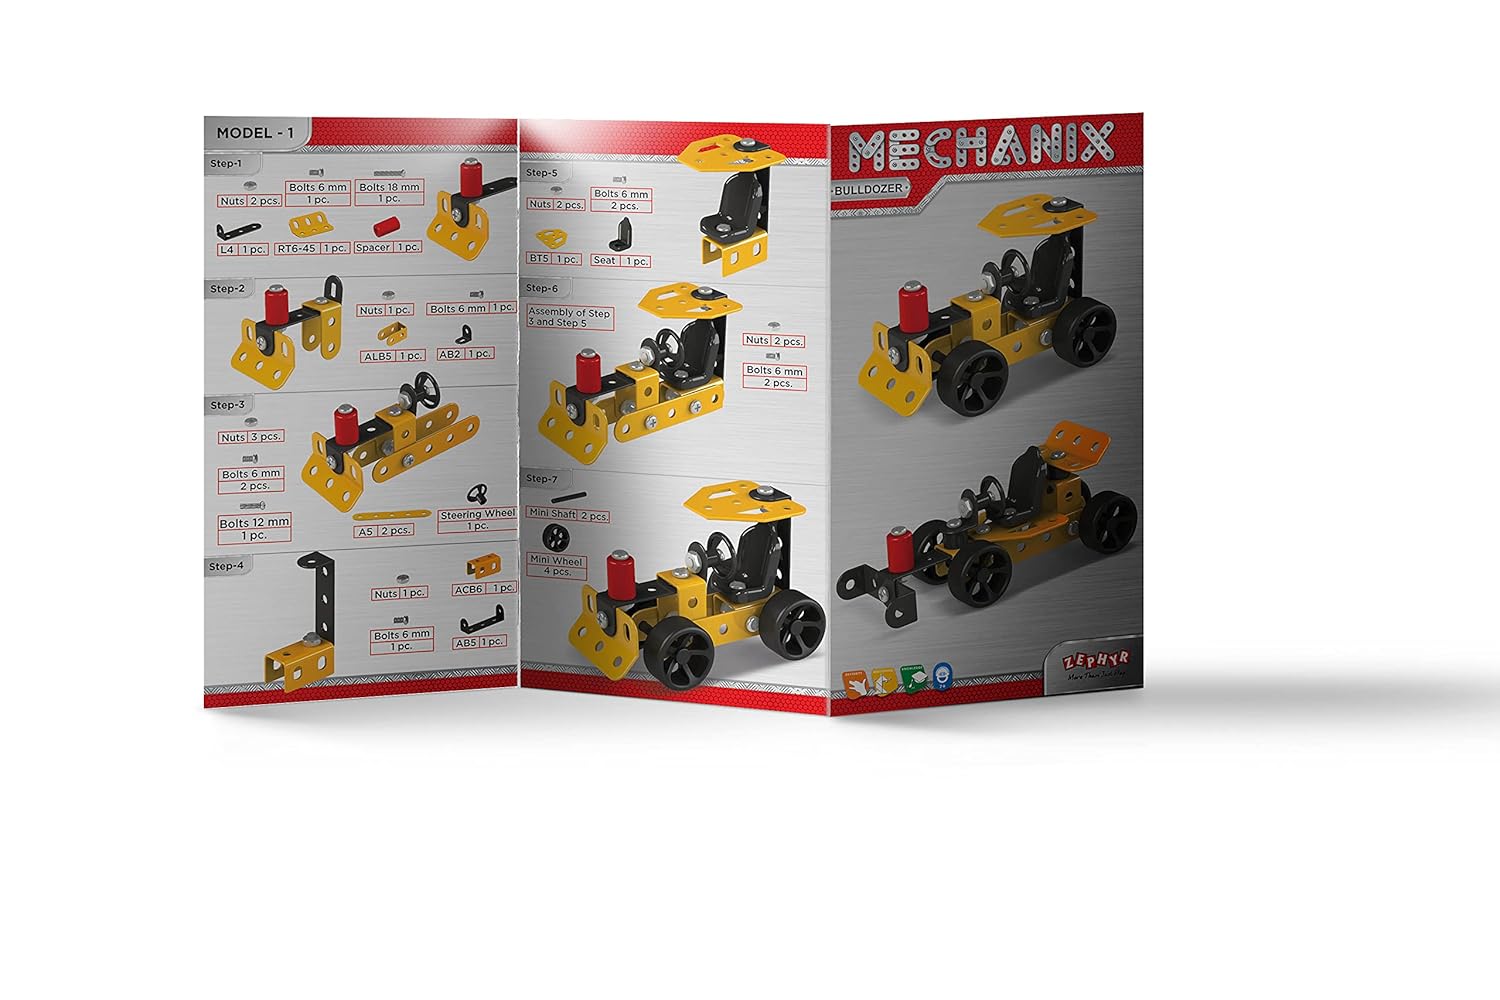 MODEL - 1
Step-1
Nuts 2 pcs.
Bolts 6 mm
1 pc.
Bolts 18 mm
1 pc.
L4 1 pc.
RT6-45 1 pc.
Spacer 1 pc.
Step-2
Nuts 1 pc.
Bolts 6 mm 1 pc.
ALB5 1 pc.
AB2 1 pc.
Step-3
Nuts 3 pcs.
Bolts 6 mm
2 pcs.
Bolts 12 mm
1 pc.
A5 2 pcs.
Steering Wheel
1 pc.
Step-4
Nuts 1 pc.
ACB6 1 pc.
Bolts 6 mm
1 pc.
AB5 1 pc.
Step-5
Nuts 2 pcs.
Bolts 6 mm
2 pcs.
BT5 1 pc.
Seat 1 pc.
Step-6
Assembly of Step
3 and Step 5
Nuts 2 pcs.
Bolts 6 mm
2 pcs.
Step-7
Mini Shaft 2 pcs.
Mini Wheel
4 pcs.
MECHANIX
BULLDOZER
KNOWLEDGE
ZEPHYR
More Than Just Play